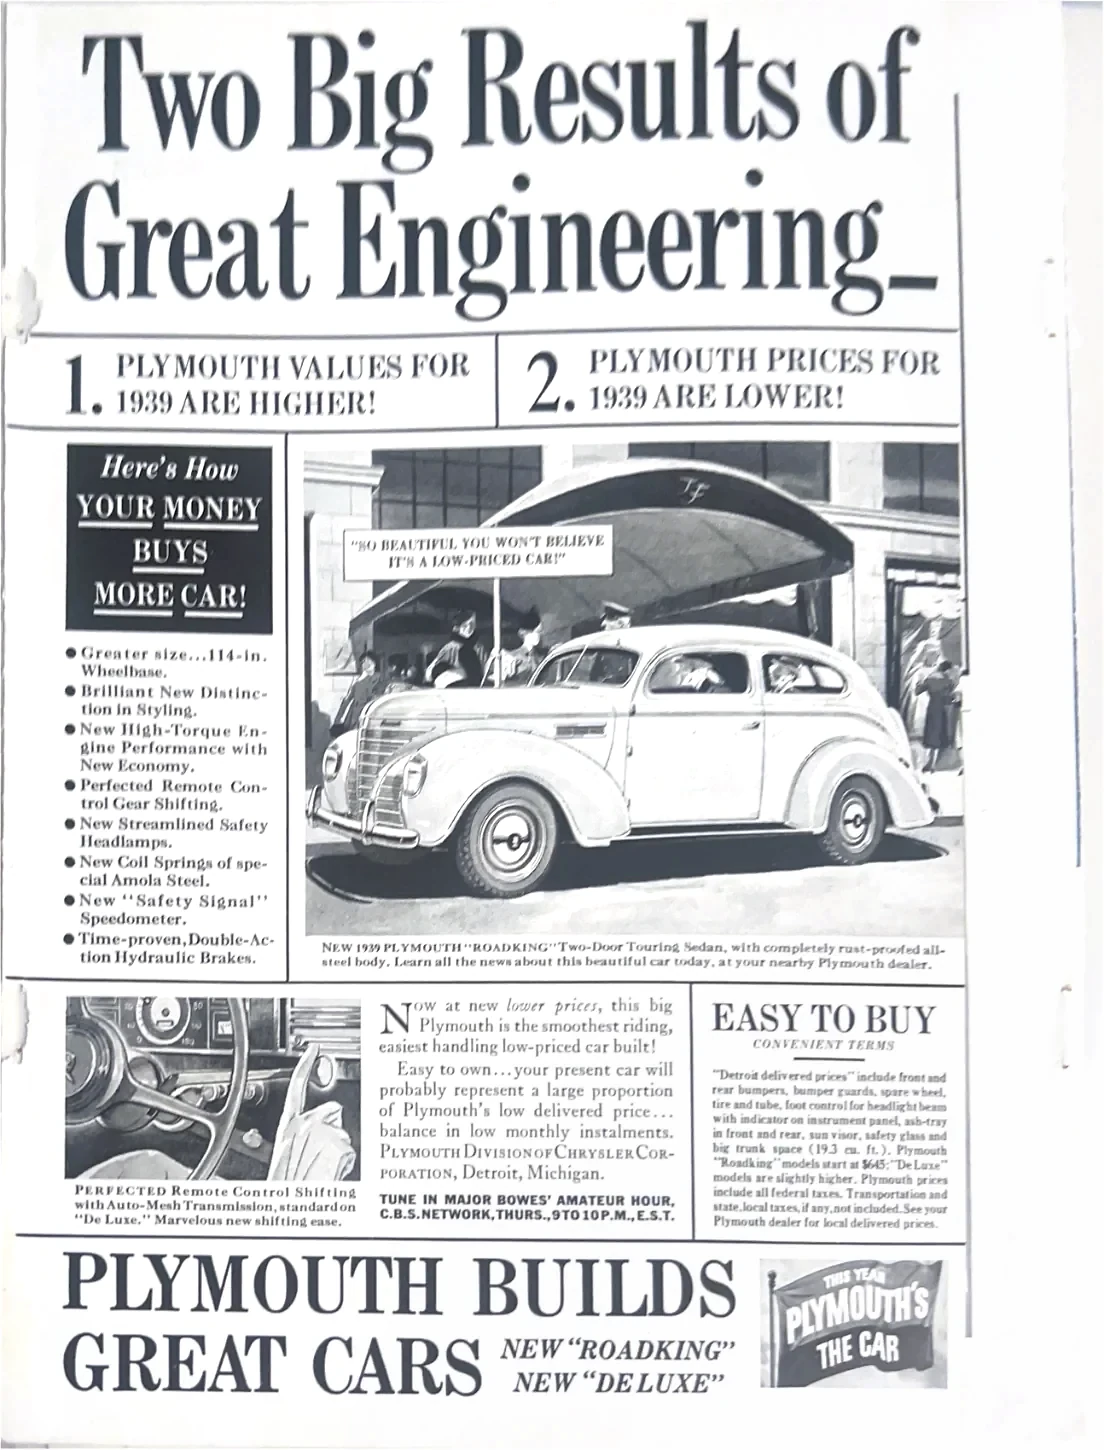 Two Big Results of
Great Engineering–
1. PLYMOUTH VALUES FOR
1939 ARE HIGHER!
2. PLYMOUTH PRICES FOR
1939 ARE LOWER!
Here's How
YOUR MONEY
BUYS
MORE CAR!
● Greater size...114-in.
Wheelbase.
● Brilliant New Distinc-
tion in Styling.
● New High-Torque En-
gine Performance with
New Economy.
● Perfected Remote Con-
trol Gear Shifting.
● New Streamlined Safety
Headlamps.
● New Coil Springs of spe-
cial Amola Steel.
● New "Safety Signal"
Speedometer.
● Time-proven, Double-Ac-
tion Hydraulic Brakes.
"SO BEAUTIFUL YOU WON'T BELIEVE
IT'S A LOW-PRICED CAR!"
NEW 1939 PLYMOUTH "ROADKING" Two-Door Touring Sedan, with completely rust-proofed all-
steel body. Learn all the news about this beautiful car today, at your nearby Plymouth dealer.
PERFECTED Remote Control Shifting
with Auto-Mesh Transmission, standard on
"De Luxe." Marvelous new shifting ease.
Now at new lower prices, this big
Plymouth is the smoothest riding,
easiest handling low-priced car built!
Easy to own...your present car will
probably represent a large proportion
of Plymouth's low delivered price...
balance in low monthly instalments.
PLYMOUTH DIVISION OF CHRYSLER COR-
PORATION, Detroit, Michigan.
TUNE IN MAJOR BOWES' AMATEUR HOUR,
C.B.S. NETWORK, THURS., 9 TO 10 P.M., E.S.T.
EASY TO BUY
CONVENIENT TERMS
"Detroit delivered prices" include front and
rear bumpers, bumper guards, spare wheel,
tire and tube, foot control for headlight beam
with indicator on instrument panel, ash-tray
in front and rear, sun visor, safety glass and
big trunk space (19.3 cu. ft.). Plymouth
"Roadking" models start at $645; "De Luxe"
models are slightly higher. Plymouth prices
include all federal taxes. Transportation and
state, local taxes, if any, not included. See your
Plymouth dealer for local delivered prices.
PLYMOUTH BUILDS
GREAT CARS
NEW "ROADKING"
NEW "DE LUXE"
THIS YEAR
PLYMOUTH'S
THE CAR